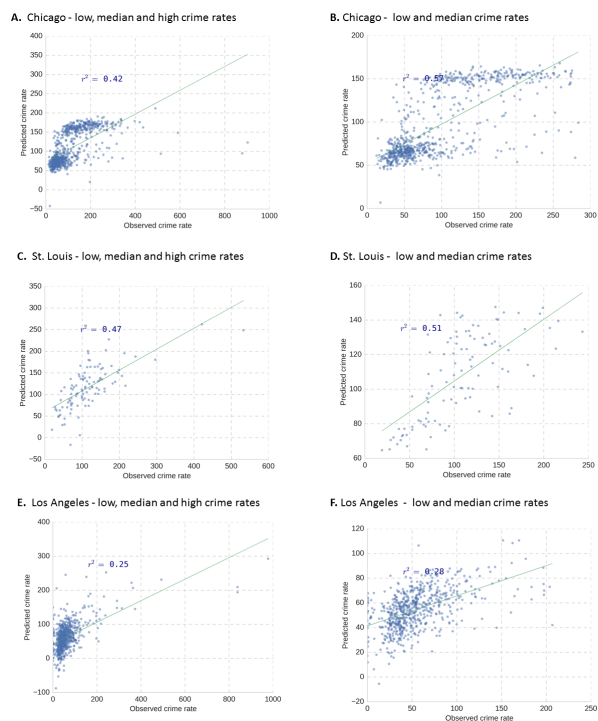 A. Chicago - low, median and high crime rates
400
350
300
250
200
150
100
50
0
−50
Predicted crime rate
r² = 0.42
0 200 400 600 800 1000
Observed crime rate
B. Chicago - low and median crime rates
200
150
100
50
0
Predicted crime rate
r² = 0.57
0 50 100 150 200 250 300
Observed crime rate
C. St. Louis - low, median and high crime rates
350
300
250
200
150
100
50
0
−50
Predicted crime rate
r² = 0.47
0 100 200 300 400 500 600
Observed crime rate
D. St. Louis - low and median crime rates
160
140
120
100
80
60
Predicted crime rate
r² = 0.51
0 50 100 150 200 250
Observed crime rate
E. Los Angeles - low, median and high crime rates
400
300
200
100
0
−100
Predicted crime rate
r² = 0.25
0 200 400 600 800 1000
Observed crime rate
F. Los Angeles - low and median crime rates
120
100
80
60
40
20
0
−20
Predicted crime rate
r² = 0.28
0 50 100 150 200 250
Observed crime rate